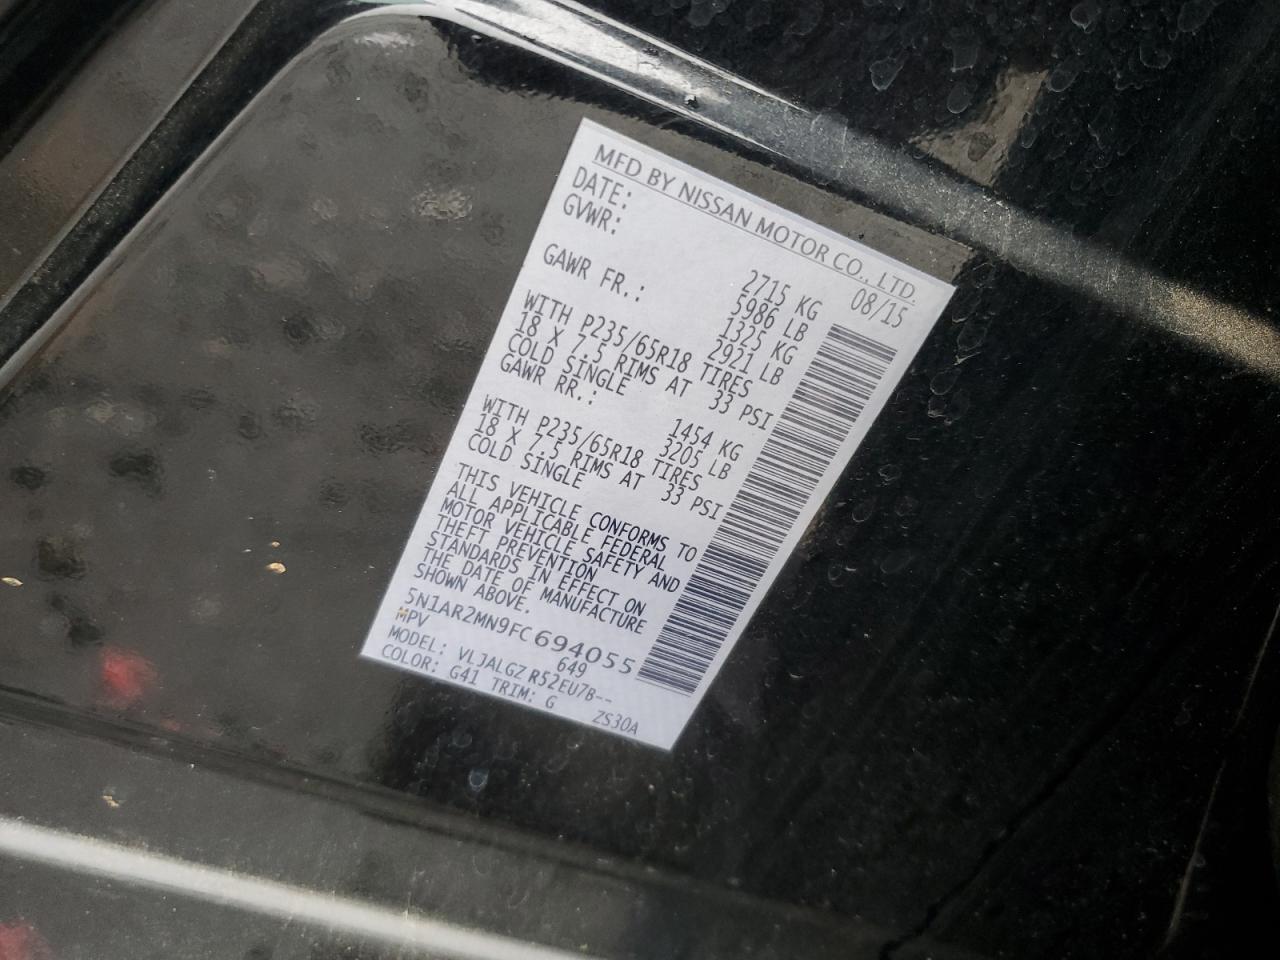 MFD BY NISSAN MOTOR CO., LTD.
DATE: 08/15
GVWR: 2715 KG
5986 LB
GAWR FR.: 1325 KG
2921 LB
WITH P235/65R18 TIRES
18 X 7.5 RIMS AT 33 PSI
COLD SINGLE
GAWR RR.: 1454 KG
3205 LB
WITH P235/65R18 TIRES
18 X 7.5 RIMS AT 33 PSI
COLD SINGLE
THIS VEHICLE CONFORMS TO
ALL APPLICABLE FEDERAL
MOTOR VEHICLE SAFETY AND
THEFT PREVENTION
STANDARDS IN EFFECT ON
THE DATE OF MANUFACTURE
SHOWN ABOVE.
5N1AR2MN9FC694055
MPV 649
MODEL: VLJALGZ R52EU7B--
COLOR: G41 TRIM: G ZS30A